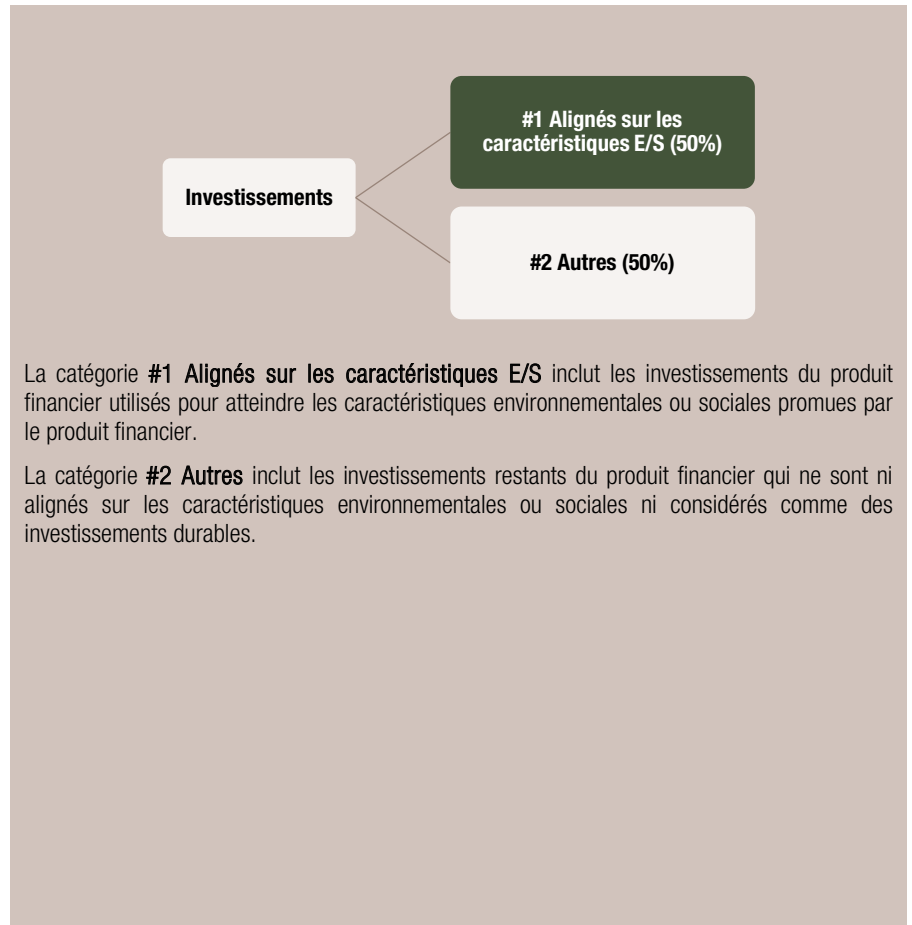 #1 Alignés sur les
caractéristiques E/S (50%)
Investissements
#2 Autres (50%)
La catégorie #1 Alignés sur les caractéristiques E/S inclut les investissements du produit
financier utilisés pour atteindre les caractéristiques environnementales ou sociales promues par
le produit financier.
La catégorie #2 Autres inclut les investissements restants du produit financier qui ne sont ni
alignés sur les caractéristiques environnementales ou sociales ni considérés comme des
investissements durables.